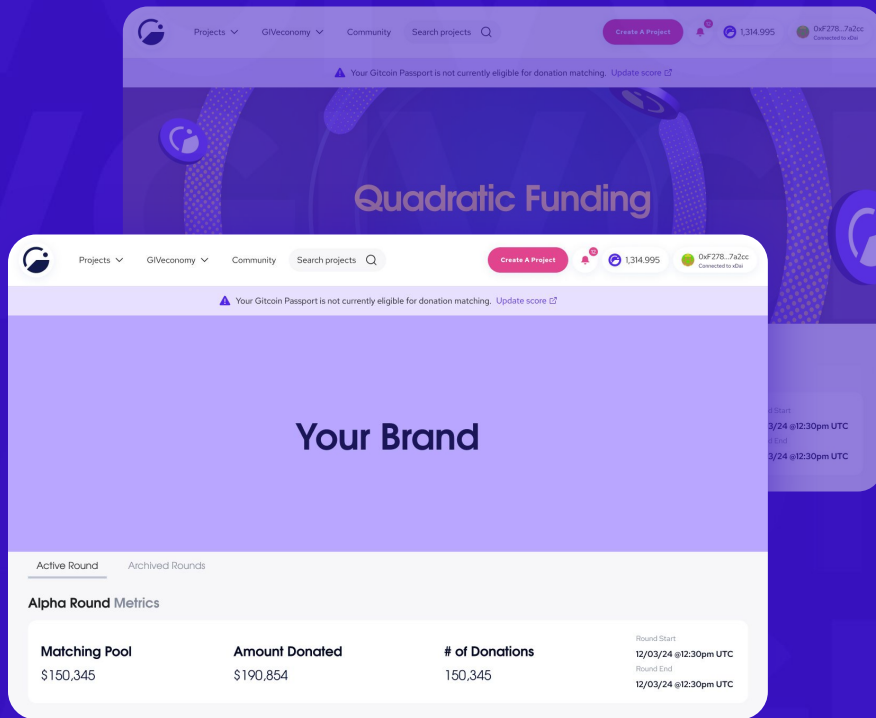 Projects GIVeconomy Community Search projects Create A Project 12 1,314.995 0xF278...7a2cc
Connected to xDai
Your Gitcoin Passport is not currently eligible for donation matching. Update score
Quadratic Funding
Projects GIVeconomy Community Search projects Create A Project 12 1,314.995 0xF278...7a2cc
Connected to xDai
Your Gitcoin Passport is not currently eligible for donation matching. Update score
Your Brand
d Start
3/24 @12:30pm UTC
d End
3/24 @12:30pm UTC
Active Round Archived Rounds
Alpha Round Metrics
Matching Pool Amount Donated # of Donations
$150,345 $190,854 150,345
Round Start
12/03/24 @12:30pm UTC
Round End
12/03/24 @12:30pm UTC